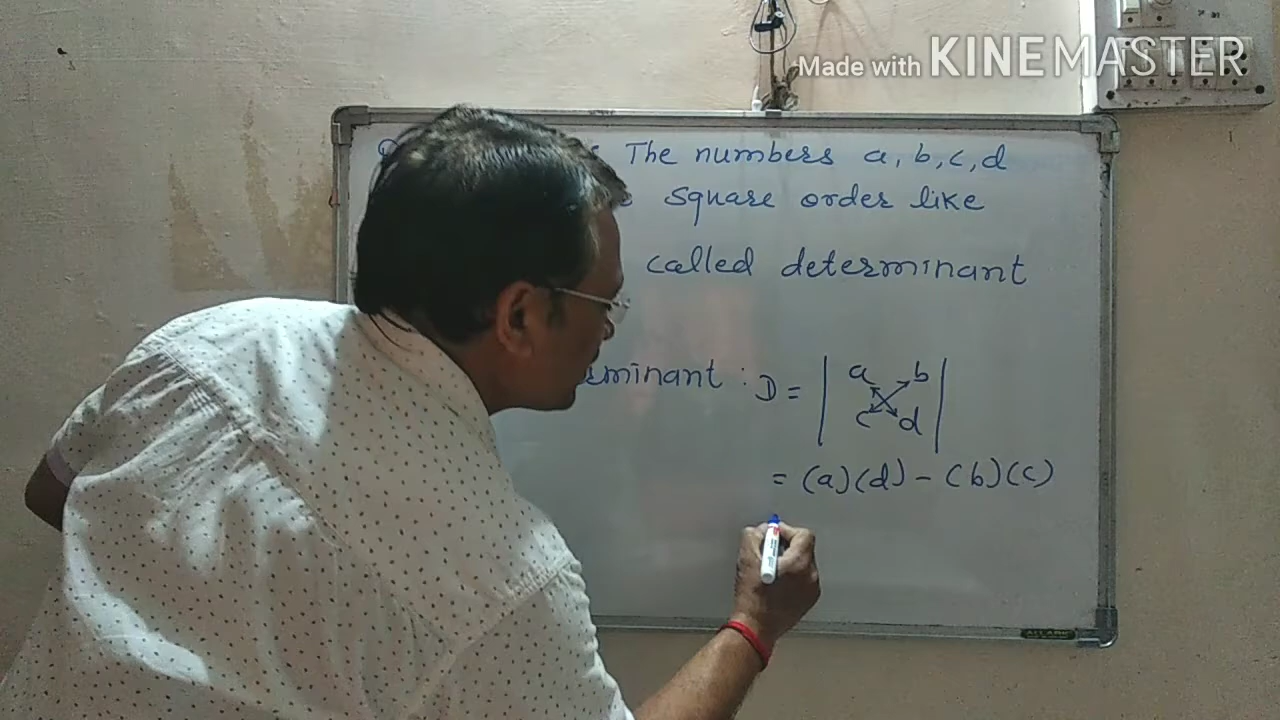 Made with KINEMASTER
The numbers a, b, c, d
square order like
called determinant
minant : D = | a b |
| c d |
= (a)(d) - (b)(c)